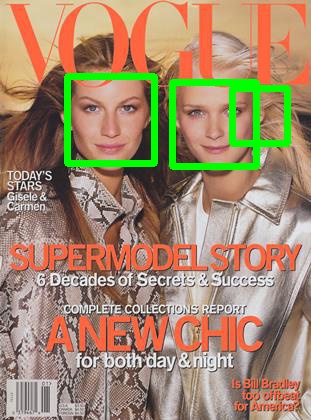 VOGUE
TODAY'S
STARS
Gisele &
Carmen
SUPERMODEL STORY
6 Decades of Secrets & Success
COMPLETE COLLECTIONS REPORT
A NEW CHIC
for both day & night
Is Bill Bradley
too offbeat
for America?